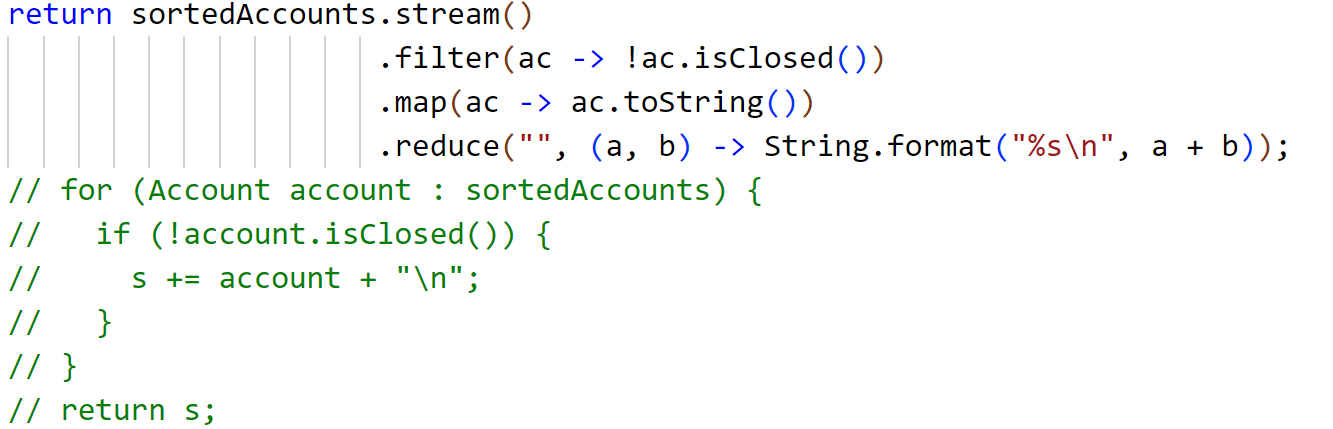 return sortedAccounts.stream()
.filter(ac -> !ac.isClosed())
.map(ac -> ac.toString())
.reduce("", (a, b) -> String.format("%s\n", a + b));
// for (Account account : sortedAccounts) {
//   if (!account.isClosed()) {
//     s += account + "\n";
//   }
// }
// return s;